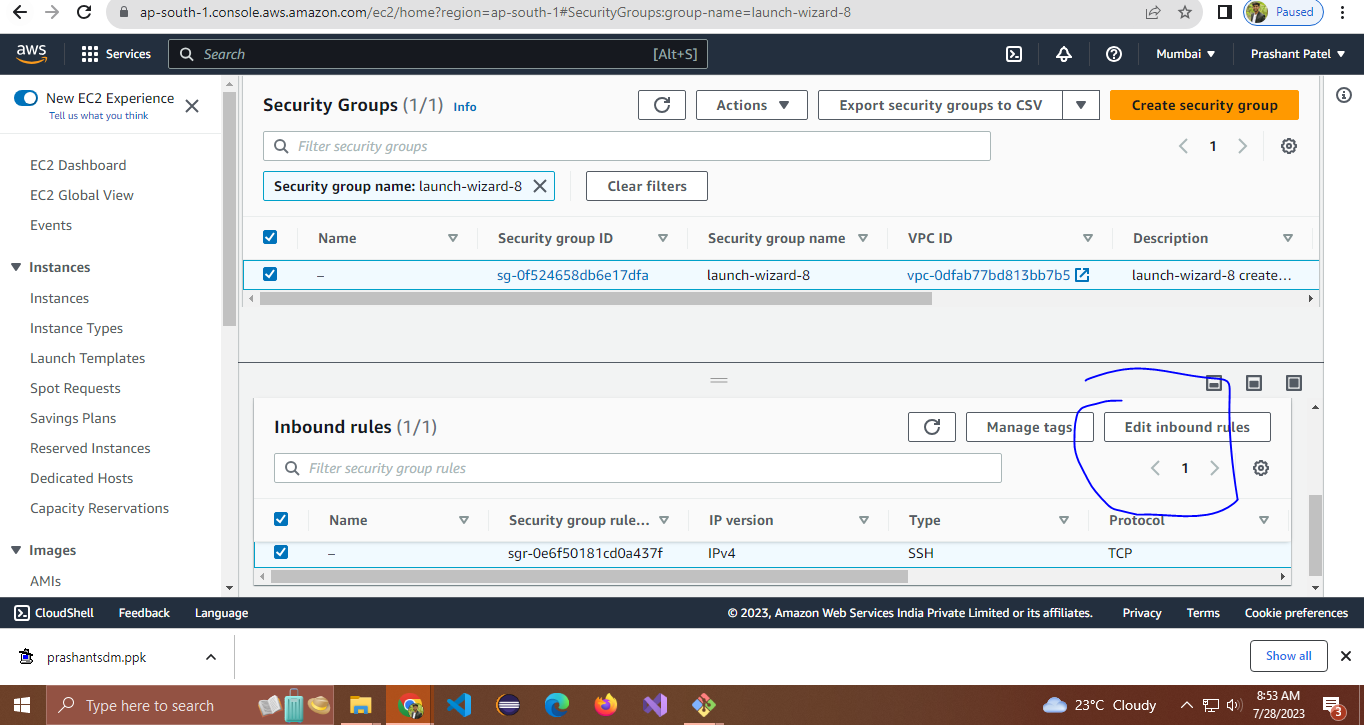 ap-south-1.console.aws.amazon.com/ec2/home?region=ap-south-1#SecurityGroups:group-name=launch-wizard-8
Paused
aws
Services
Search
[Alt+S]
Mumbai
Prashant Patel
New EC2 Experience
Tell us what you think
EC2 Dashboard
EC2 Global View
Events
Instances
Instances
Instance Types
Launch Templates
Spot Requests
Savings Plans
Reserved Instances
Dedicated Hosts
Capacity Reservations
Images
AMIs
Security Groups (1/1) Info
Actions
Export security groups to CSV
Create security group
Filter security groups
1
Security group name: launch-wizard-8
Clear filters
Name Security group ID Security group name VPC ID Description
– sg-0f524658db6e17dfa launch-wizard-8 vpc-0dfab77bd813bb7b5 launch-wizard-8 create...
Inbound rules (1/1)
Manage tags
Edit inbound rules
Filter security group rules
1
Name Security group rule... IP version Type Protocol
– sgr-0e6f50181cd0a437f IPv4 SSH TCP
CloudShell Feedback Language
© 2023, Amazon Web Services India Private Limited or its affiliates. Privacy Terms Cookie preferences
prashantsdm.ppk
Show all
Type here to search
23°C Cloudy
8:53 AM
7/28/2023
3